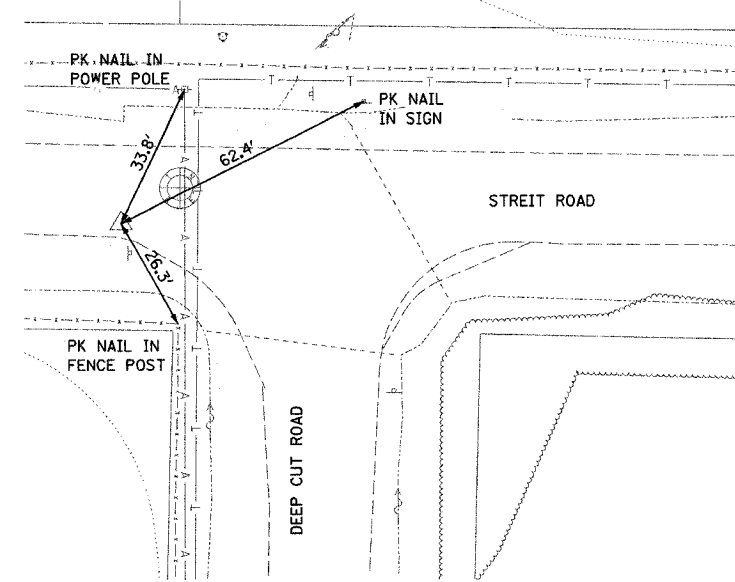 PK NAIL IN
POWER POLE
PK NAIL
IN SIGN
33.8'
62.4'
STREIT ROAD
26.3'
PK NAIL IN
FENCE POST
DEEP CUT ROAD